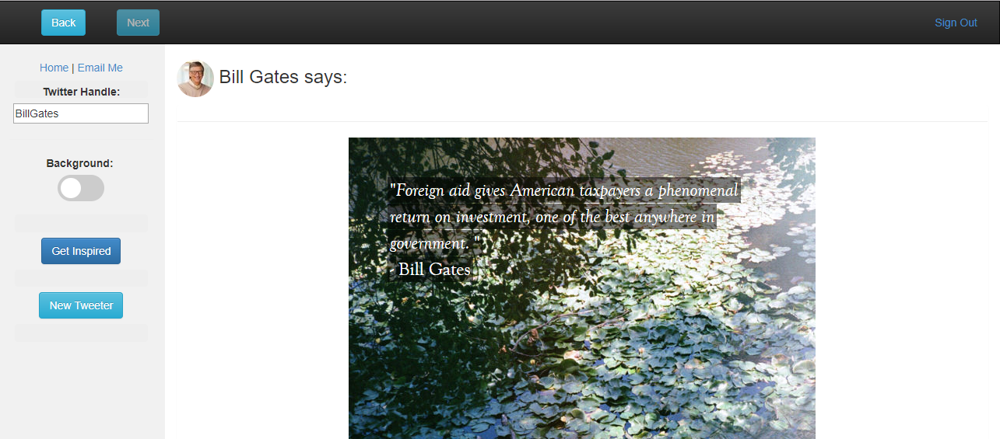 Back
Next
Sign Out
Home | Email Me
Twitter Handle:
BillGates
Background:
Get Inspired
New Tweeter
Bill Gates says:
"Foreign aid gives American taxpayers a phenomenal
return on investment, one of the best anywhere in
government. "
- Bill Gates